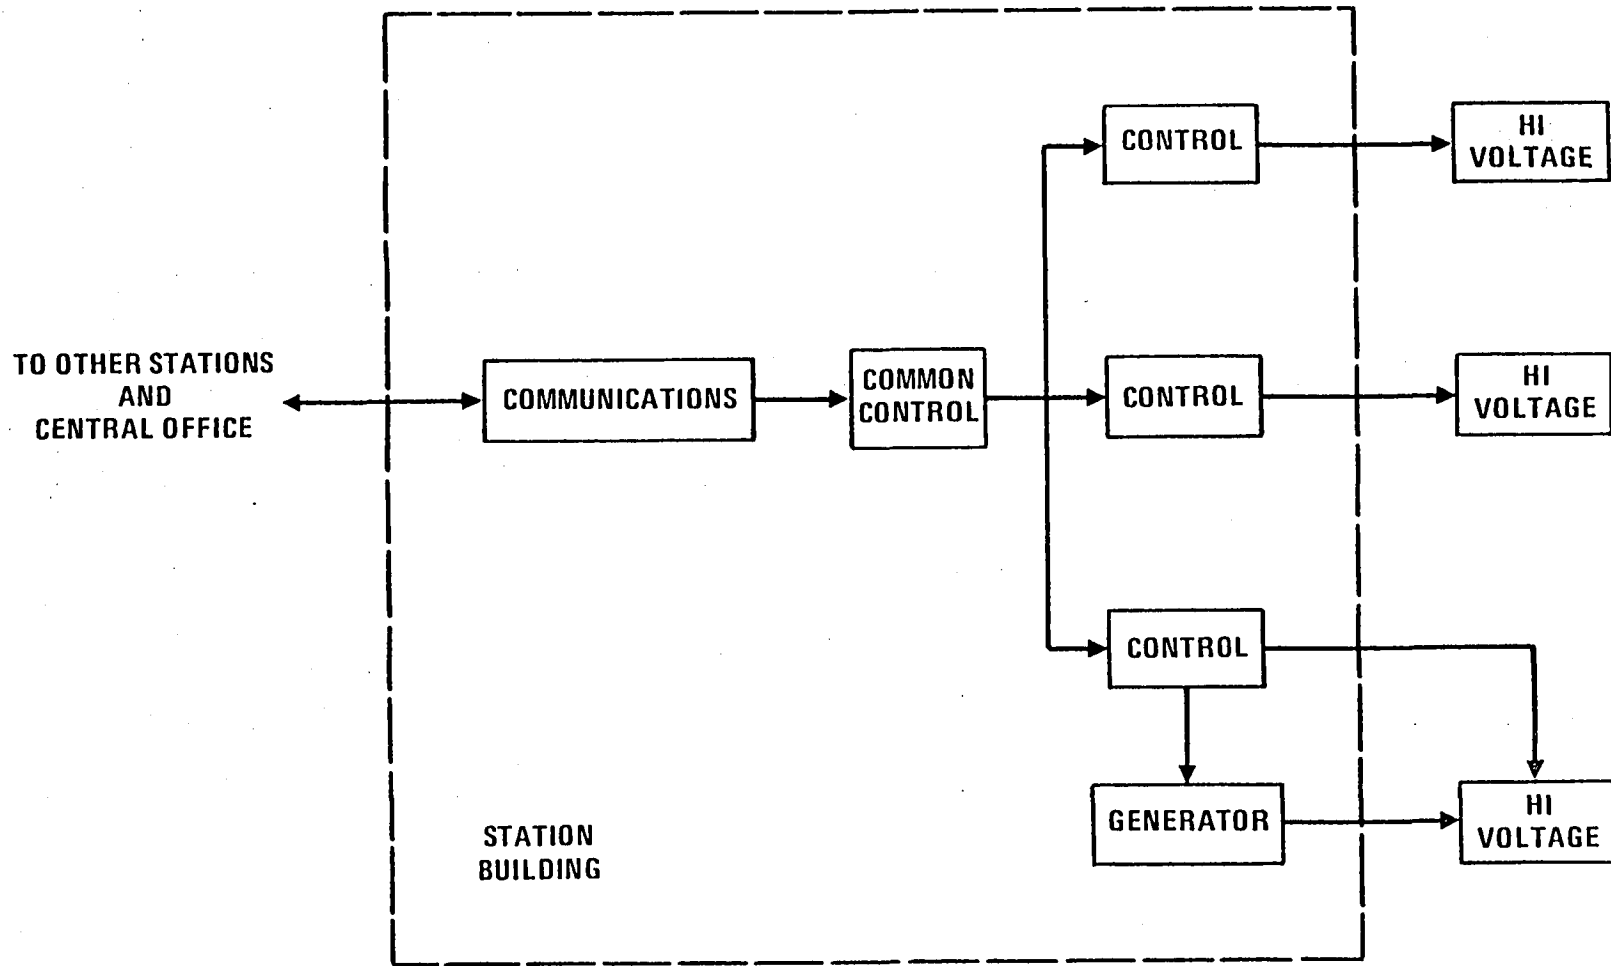 CONTROL
HI
VOLTAGE
TO OTHER STATIONS
AND
CENTRAL OFFICE
COMMUNICATIONS
COMMON
CONTROL
CONTROL
HI
VOLTAGE
CONTROL
GENERATOR
HI
VOLTAGE
STATION
BUILDING